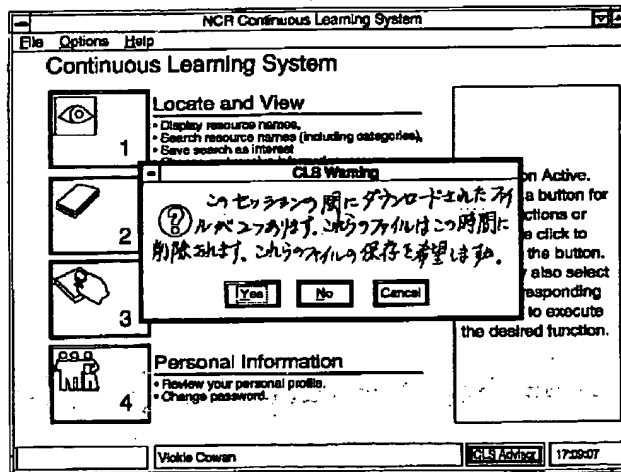 NCR Continuous Learning System
File Options Help
Continuous Learning System
1
Locate and View
• Display resource names,
• Search resource names (including categories),
• Save search as interest
2
3
4
CLS Warning
このセッションの間にダウンロードされたファイ
ルが2つあります。これらのファイルはこの時間に
削除されます。これらのファイルの保存を希望しますか。
Yes No Cancel
on Active.
a button for
ctions or
e click to
the button.
also select
responding
to execute
the desired function.
Personal Information
• Review your personal profile.
• Change password.
Vickie Cowan
CLS Advisor
17:09:07